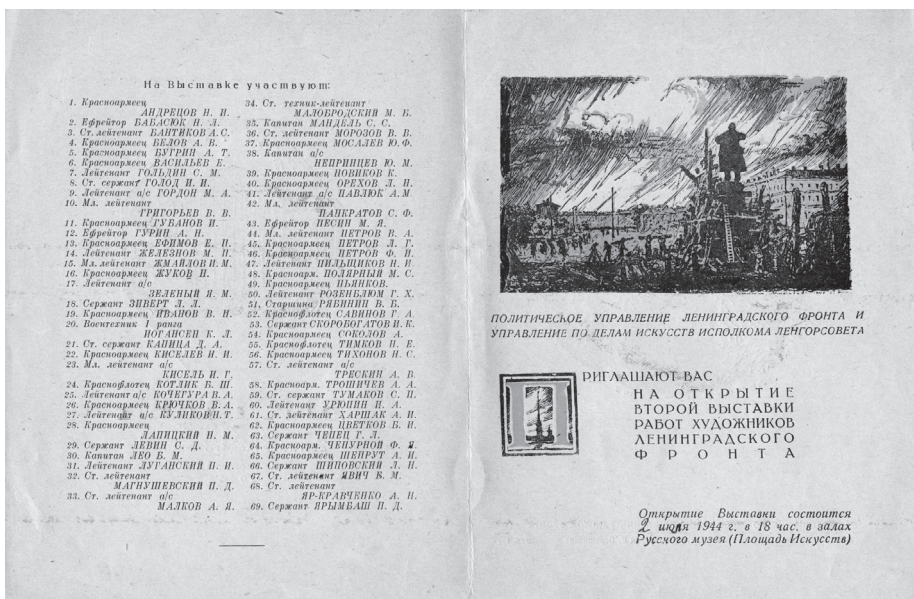 На Выставке участвуют:
1. Красноармеец
АНДРЕЦОВ Н. И.
2. Ефрейтор БАБАСЮК Н. Л.
3. Ст. лейтенант БАНТИКОВ А. С.
4. Красноармеец БЕЛОВ А. В.
5. Красноармеец БУГРИН А. Т.
6. Красноармеец ВАСИЛЬЕВ Е.
7. Лейтенант ГОЛЬДИН С. М.
8. Ст. сержант ГОЛОД И. И.
9. Лейтенант а/с ГОРДОН М. А.
10. Мл. лейтенант
ГРИГОРЬЕВ В. В.
11. Красноармеец ГУБАНОВ И.
12. Ефрейтор ГУРИН А. Н.
13. Красноармеец ЕФИМОВ Е. П.
14. Лейтенант ЖЕЛЕЗНОВ М. П.
15. Мл. лейтенант ЖМАЙЛОВ И. М.
16. Красноармеец ЖУКОВ Н.
17. Лейтенант а/с
ЗЕЛЕНЫЙ Я. М.
18. Сержант ЗИВЕРТ Л. Л.
19. Красноармеец ИВАНОВ В. Н.
20. Воентехник 1 ранга
ИОГАНСЕН К. Л.
21. Ст. сержант КАПИЦА Д. А.
22. Красноармеец КИСЕЛЕВ И. И.
23. Мл. лейтенант а/с
КИСЕЛЬ И. Г.
24. Краснофлотец КОТЛИК Б. Ш.
25. Лейтенант а/с КОЧЕГУРА В. А.
26. Красноармеец КРЮЧКОВ В. А.
27. Лейтенант а/с КУЛИКОВ Н. Т.
28. Красноармеец
ЛАПИЦКИЙ Н. М.
29. Сержант ЛЕВИН С. Д.
30. Капитан ЛЕО Б. М.
31. Лейтенант ЛУГАНСКИЙ П. И.
32. Ст. лейтенант
МАГНУШЕВСКИЙ П. Д.
33. Ст. лейтенант а/с
МАЛКОВ А. Я.
34. Ст. техник-лейтенант
МАЛОБРОДСКИЙ М. Б.
35. Капитан МАНДЕЛЬ С. С.
36. Ст. лейтенант МОРОЗОВ В. В.
37. Красноармеец МОСАЛЕВ Ю. Ф.
38. Капитан а/с
НЕПРИНЦЕВ Ю. М.
39. Красноармеец НОВИКОВ К.
40. Красноармеец ОРЕХОВ Л. Н.
41. Лейтенант а/с ПАВЛЮК А. М
42. Мл. лейтенант
ПАНКРАТОВ С. Ф.
43. Ефрейтор ПЕСИН М. Я.
44. Мл. лейтенант ПЕТРОВ В. А.
45. Красноармеец ПЕТРОВ Л. Г.
46. Красноармеец ПЕТРОВ Ф. П.
47. Лейтенант ПИЛЬЩИКОВ Н. В.
48. Красноарм. ПОЛЯРНЫЙ М. С.
49. Красноармеец ПЬЯНКОВ.
50. Лейтенант РОЗЕНБЛЮМ Г. Х.
51. Старшина РЯБИНИН В. Б.
52. Краснофлотец САВИНОВ Г. А.
53. Сержант СКОРОБОГАТОВ И. К.
54. Красноармеец СОКОЛОВ А.
55. Краснофлотец ТИМКОВ Н. Е.
56. Красноармеец ТИХОНОВ Н. С.
57. Ст. лейтенант а/с
ТРЕСКИН А. В.
58. Красноарм. ТРОШИЧЕВ А. А.
59. Ст. сержант ТУМАКОВ С. П.
60. Лейтенант УРЮПИН П. А.
61. Ст. лейтенант ХАРШАК А. И.
62. Красноармеец ЦВЕТКОВ Б. И.
63. Сержант ЧЕПЕЦ Г. Л.
64. Красноарм. ЧЕПУРНОЙ Ф. Я.
65. Красноармеец ШЕПРУТ А. И.
66. Сержант ШИПОВСКИЙ Л. Н.
67. Ст. лейтенант ЯВИЧ Б. М.
68. Ст. лейтенант
ЯР-КРАВЧЕНКО А. Н.
69. Сержант ЯРЫМБАШ П. Д.
ПОЛИТИЧЕСКОЕ УПРАВЛЕНИЕ ЛЕНИНГРАДСКОГО ФРОНТА И
УПРАВЛЕНИЕ ПО ДЕЛАМ ИСКУССТВ ИСПОЛКОМА ЛЕНГОРСОВЕТА
ПРИГЛАШАЮТ ВАС
НА ОТКРЫТИЕ
ВТОРОЙ ВЫСТАВКИ
РАБОТ ХУДОЖНИКОВ
ЛЕНИНГРАДСКОГО
ФРОНТА
Открытие Выставки состоится
2 июля 1944 г. в 18 час. в залах
Русского музея (Площадь Искусств)